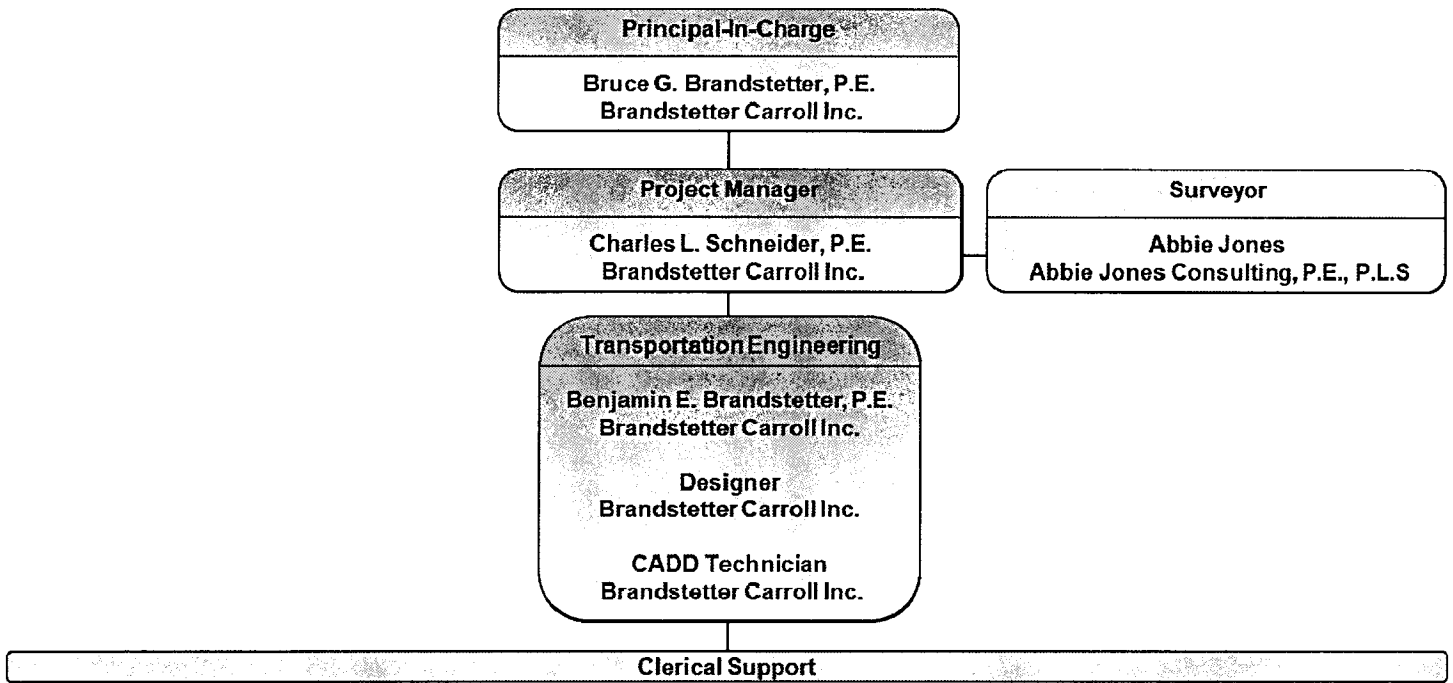 Principal-In-Charge
Bruce G. Brandstetter, P.E.
Brandstetter Carroll Inc.
Project Manager
Charles L. Schneider, P.E.
Brandstetter Carroll Inc.
Surveyor
Abbie Jones
Abbie Jones Consulting, P.E., P.L.S
Transportation Engineering
Benjamin E. Brandstetter, P.E.
Brandstetter Carroll Inc.
Designer
Brandstetter Carroll Inc.
CADD Technician
Brandstetter Carroll Inc.
Clerical Support